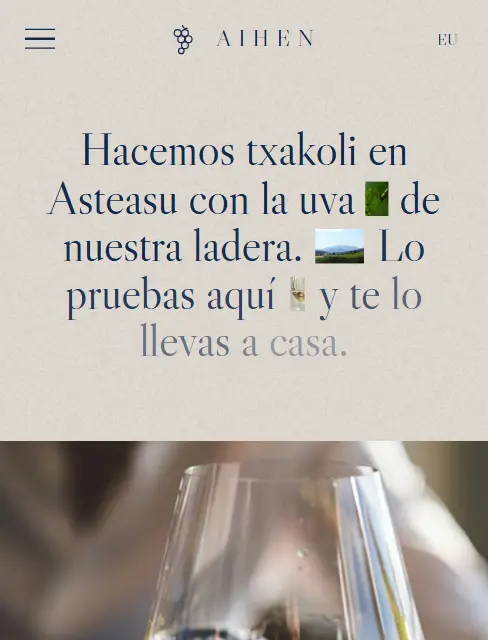 AIHEN
EU
Hacemos txakoli en
Asteasu con la uva de
nuestra ladera. Lo
pruebas aquí y te lo
llevas a casa.